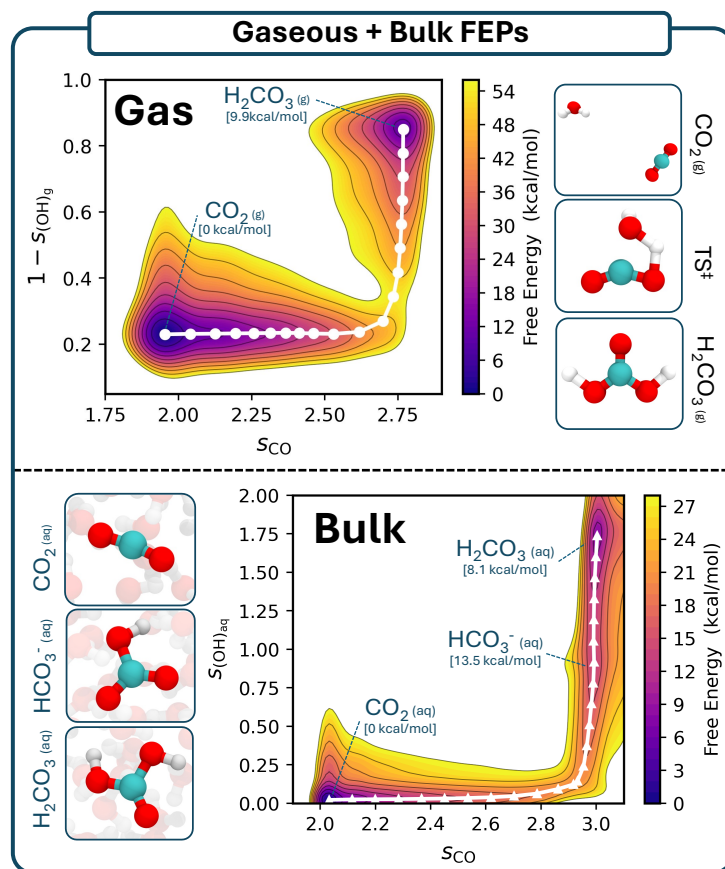 Gaseous + Bulk FEPs
Gas
H₂CO₃ (g)
[9.9kcal/mol]
CO₂ (g)
[0 kcal/mol]
1.0
0.8
0.6
0.4
0.2
1 − s(OH)g
1.75
2.00
2.25
2.50
2.75
sCO
54
48
42
36
30
24
18
12
6
0
Free Energy (kcal/mol)
CO₂ (g)
TS‡
H₂CO₃ (g)
CO₂ (aq)
HCO₃⁻ (aq)
H₂CO₃ (aq)
Bulk
H₂CO₃ (aq)
[8.1 kcal/mol]
HCO₃⁻ (aq)
[13.5 kcal/mol]
CO₂ (aq)
[0 kcal/mol]
2.00
1.75
1.50
1.25
1.00
0.75
0.50
0.25
0.00
s(OH)aq
2.0
2.2
2.4
2.6
2.8
3.0
sCO
27
24
21
18
15
12
9
6
3
0
Free Energy (kcal/mol)